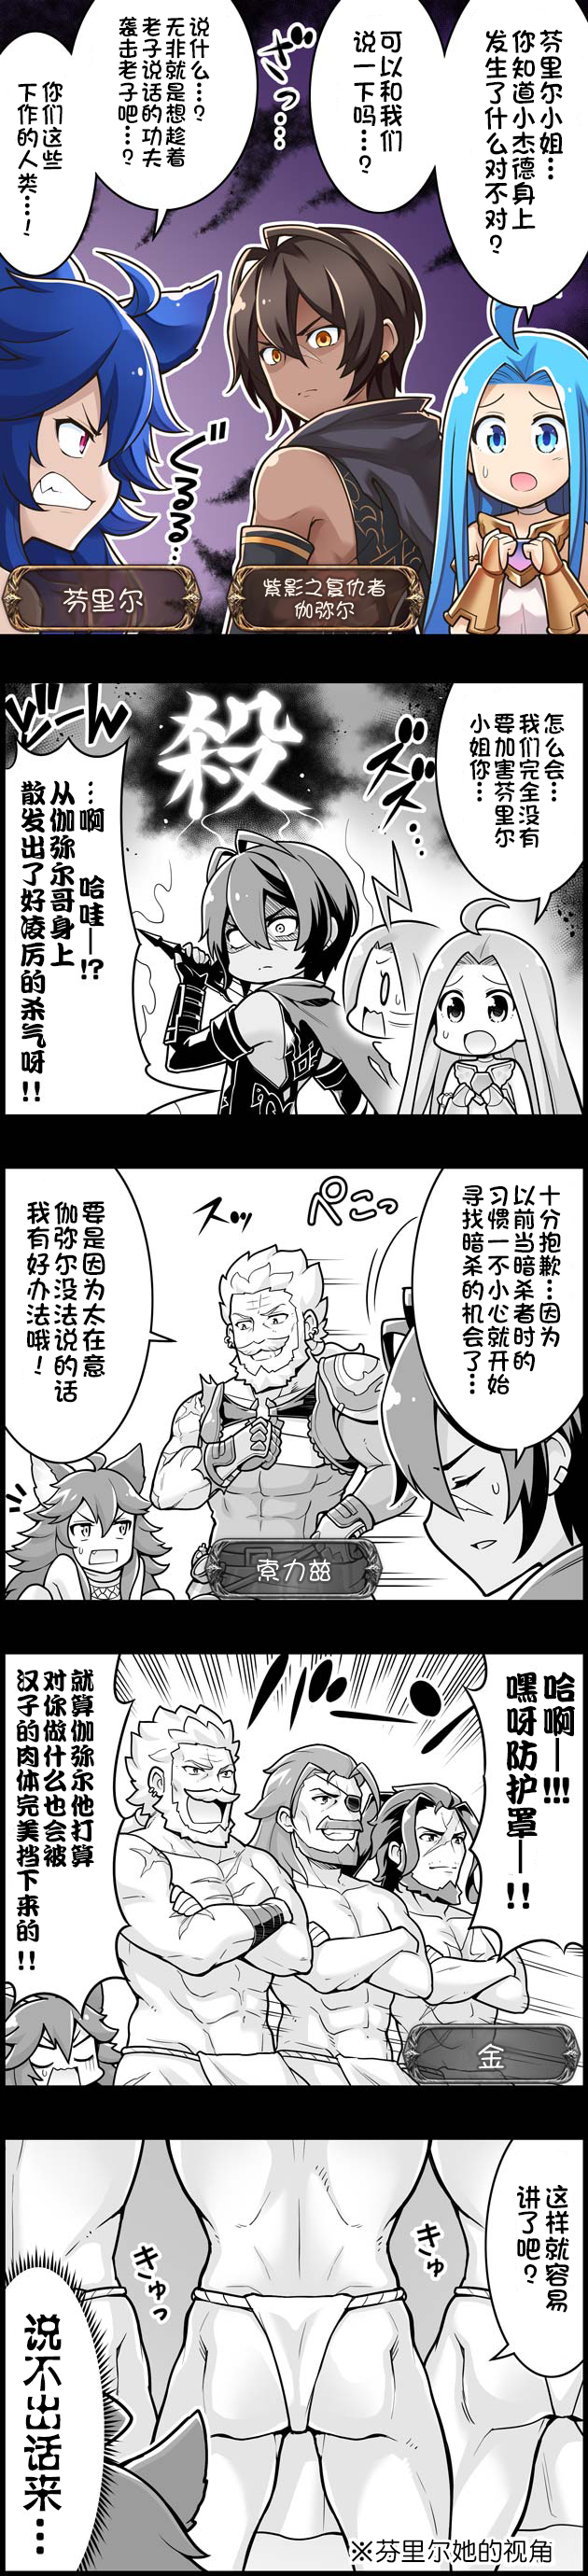 芬里尔小姐…
你知道小杰德身上
发生了什么对不对？
可以和我们
说一下吗…？
ざっ…
说什么…？
无非就是想趁着
老子说话的功夫
袭击老子吧…？
你们这些
下作的人类…！
ぐるる…
芬里尔
紫影之复仇者
伽弥尔
怎么会…
我们完全没有
要加害芬里尔
小姐你…
ズズ…
殺
ビーん
…啊　哈哇—!?
从伽弥尔哥身上
散发出了好凌厉的杀气呀!!
十分抱歉…因为
以前当暗杀者时的
习惯一不小心就开始
寻找暗杀的机会了…
ぺこっ
スッ
要是因为太在意
伽弥尔没法说的话
我有好办法哦！
索力兹
哈啊—!!!
嘿呀防护罩—!!
バーン
就算伽弥尔他打算
对你做什么也会被
汉子的肉体完美挡下来的!!
金
这样就容易
讲了吧？
きゅっ
きゅっ
说不出话来…
※芬里尔她的视角